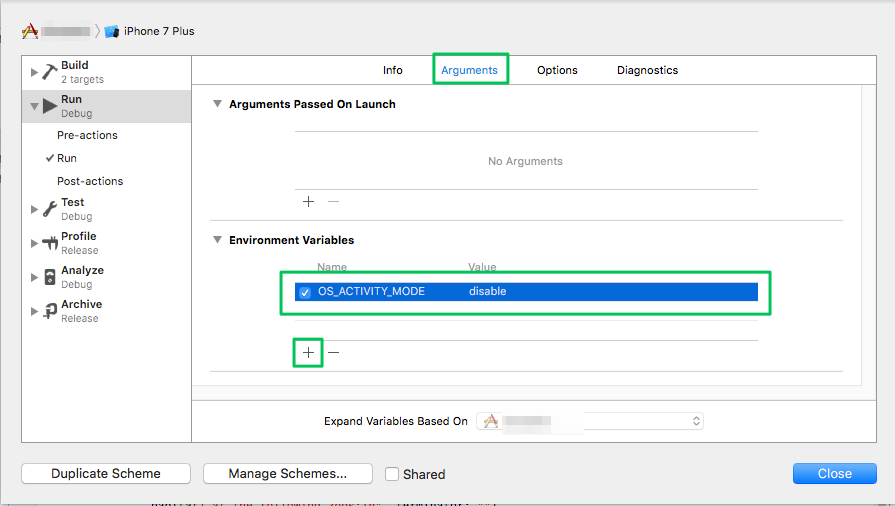 iPhone 7 Plus
Build
2 targets
Run
Debug
Pre-actions
Run
Post-actions
Test
Debug
Profile
Release
Analyze
Debug
Archive
Release
Info Arguments Options Diagnostics
Arguments Passed On Launch
No Arguments
Environment Variables
Name Value
OS_ACTIVITY_MODE disable
Expand Variables Based On
Duplicate Scheme Manage Schemes... Shared Close